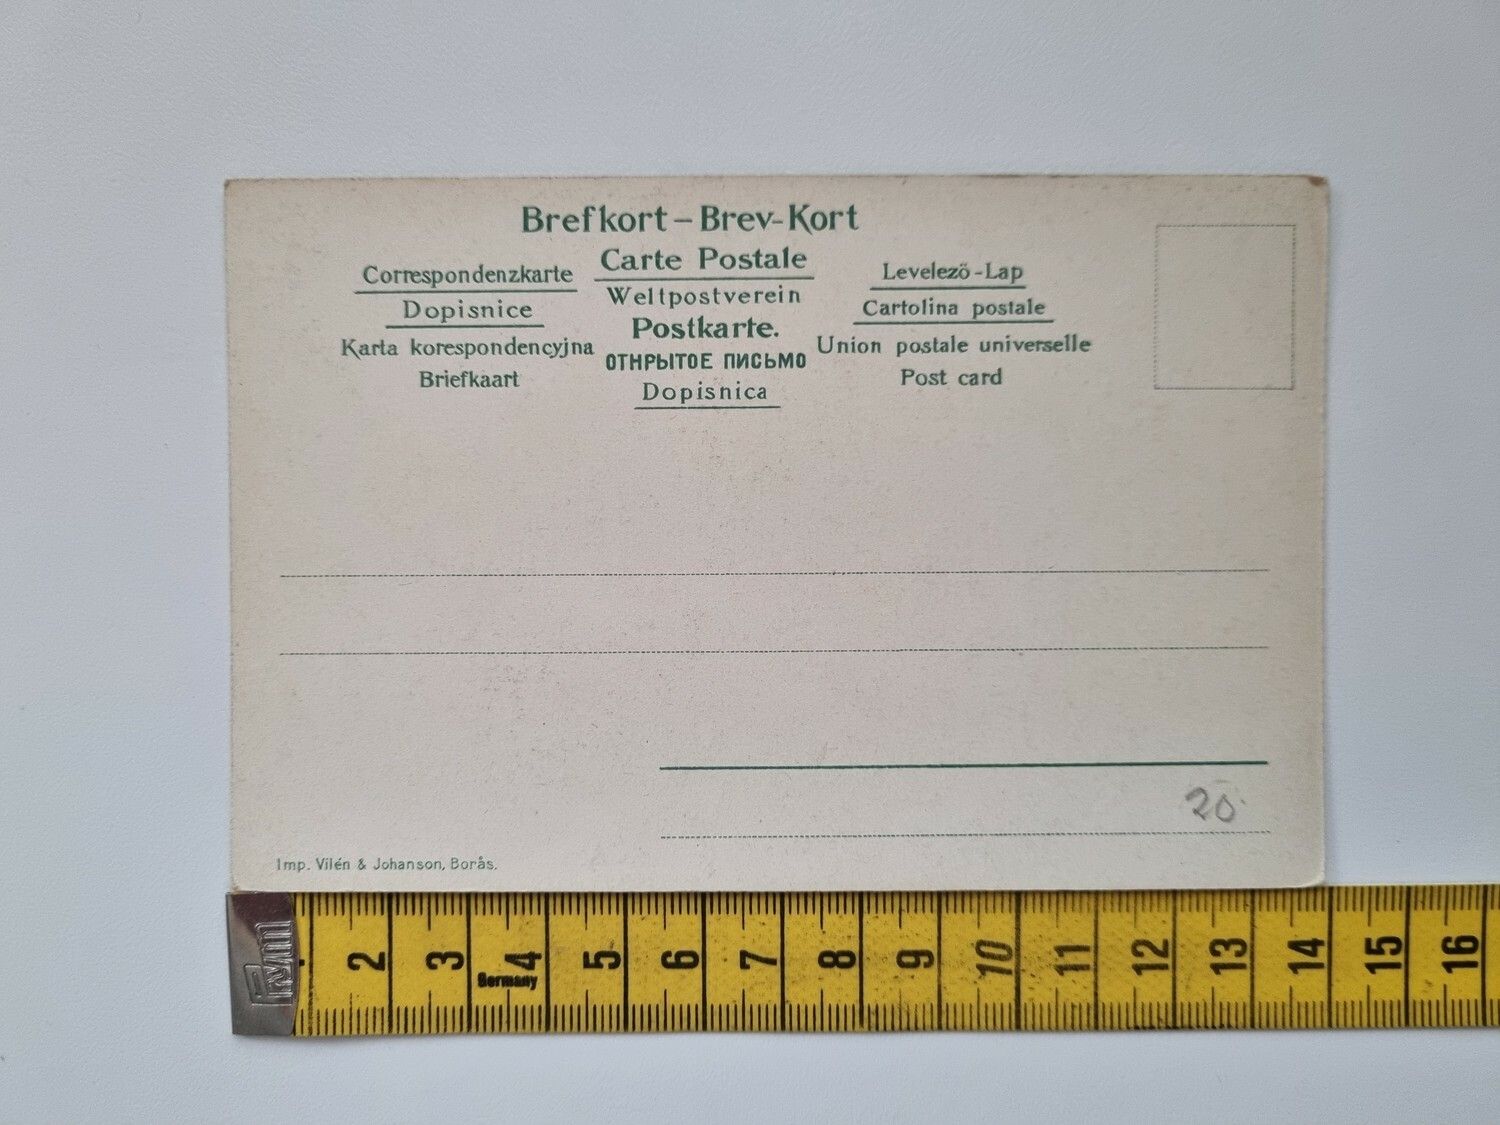 Brefkort – Brev-Kort
Carte Postale
Weltpostverein
Postkarte.
ОТНРЫТОЕ ПИСЬМО
Dopisnica
Correspondenzkarte
Dopisnice
Karta korespondencyjna
Briefkaart
Levelező-Lap
Cartolina postale
Union postale universelle
Post card
20
Imp. Vilén & Johanson, Borås.
Prym
2 3 4 5 6 7 8 9 10 11 12 13 14 15 16
Germany